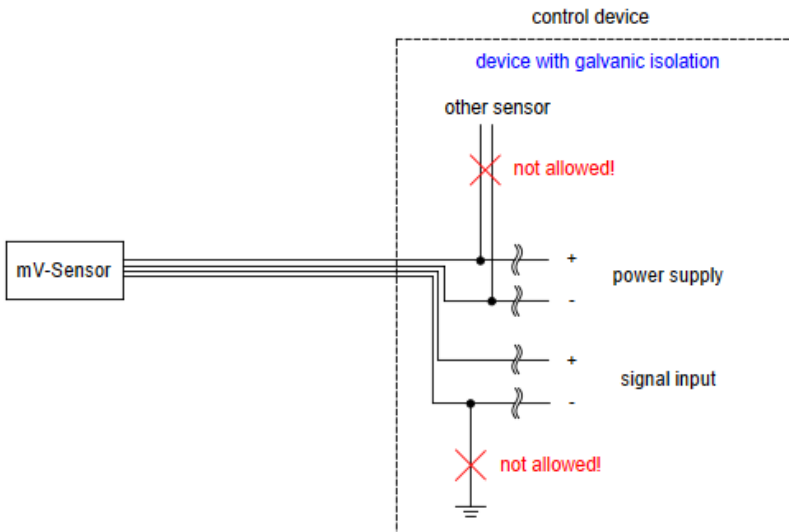 control device
device with galvanic isolation
other sensor
not allowed!
mV-Sensor
+
power supply
-
+
signal input
-
not allowed!